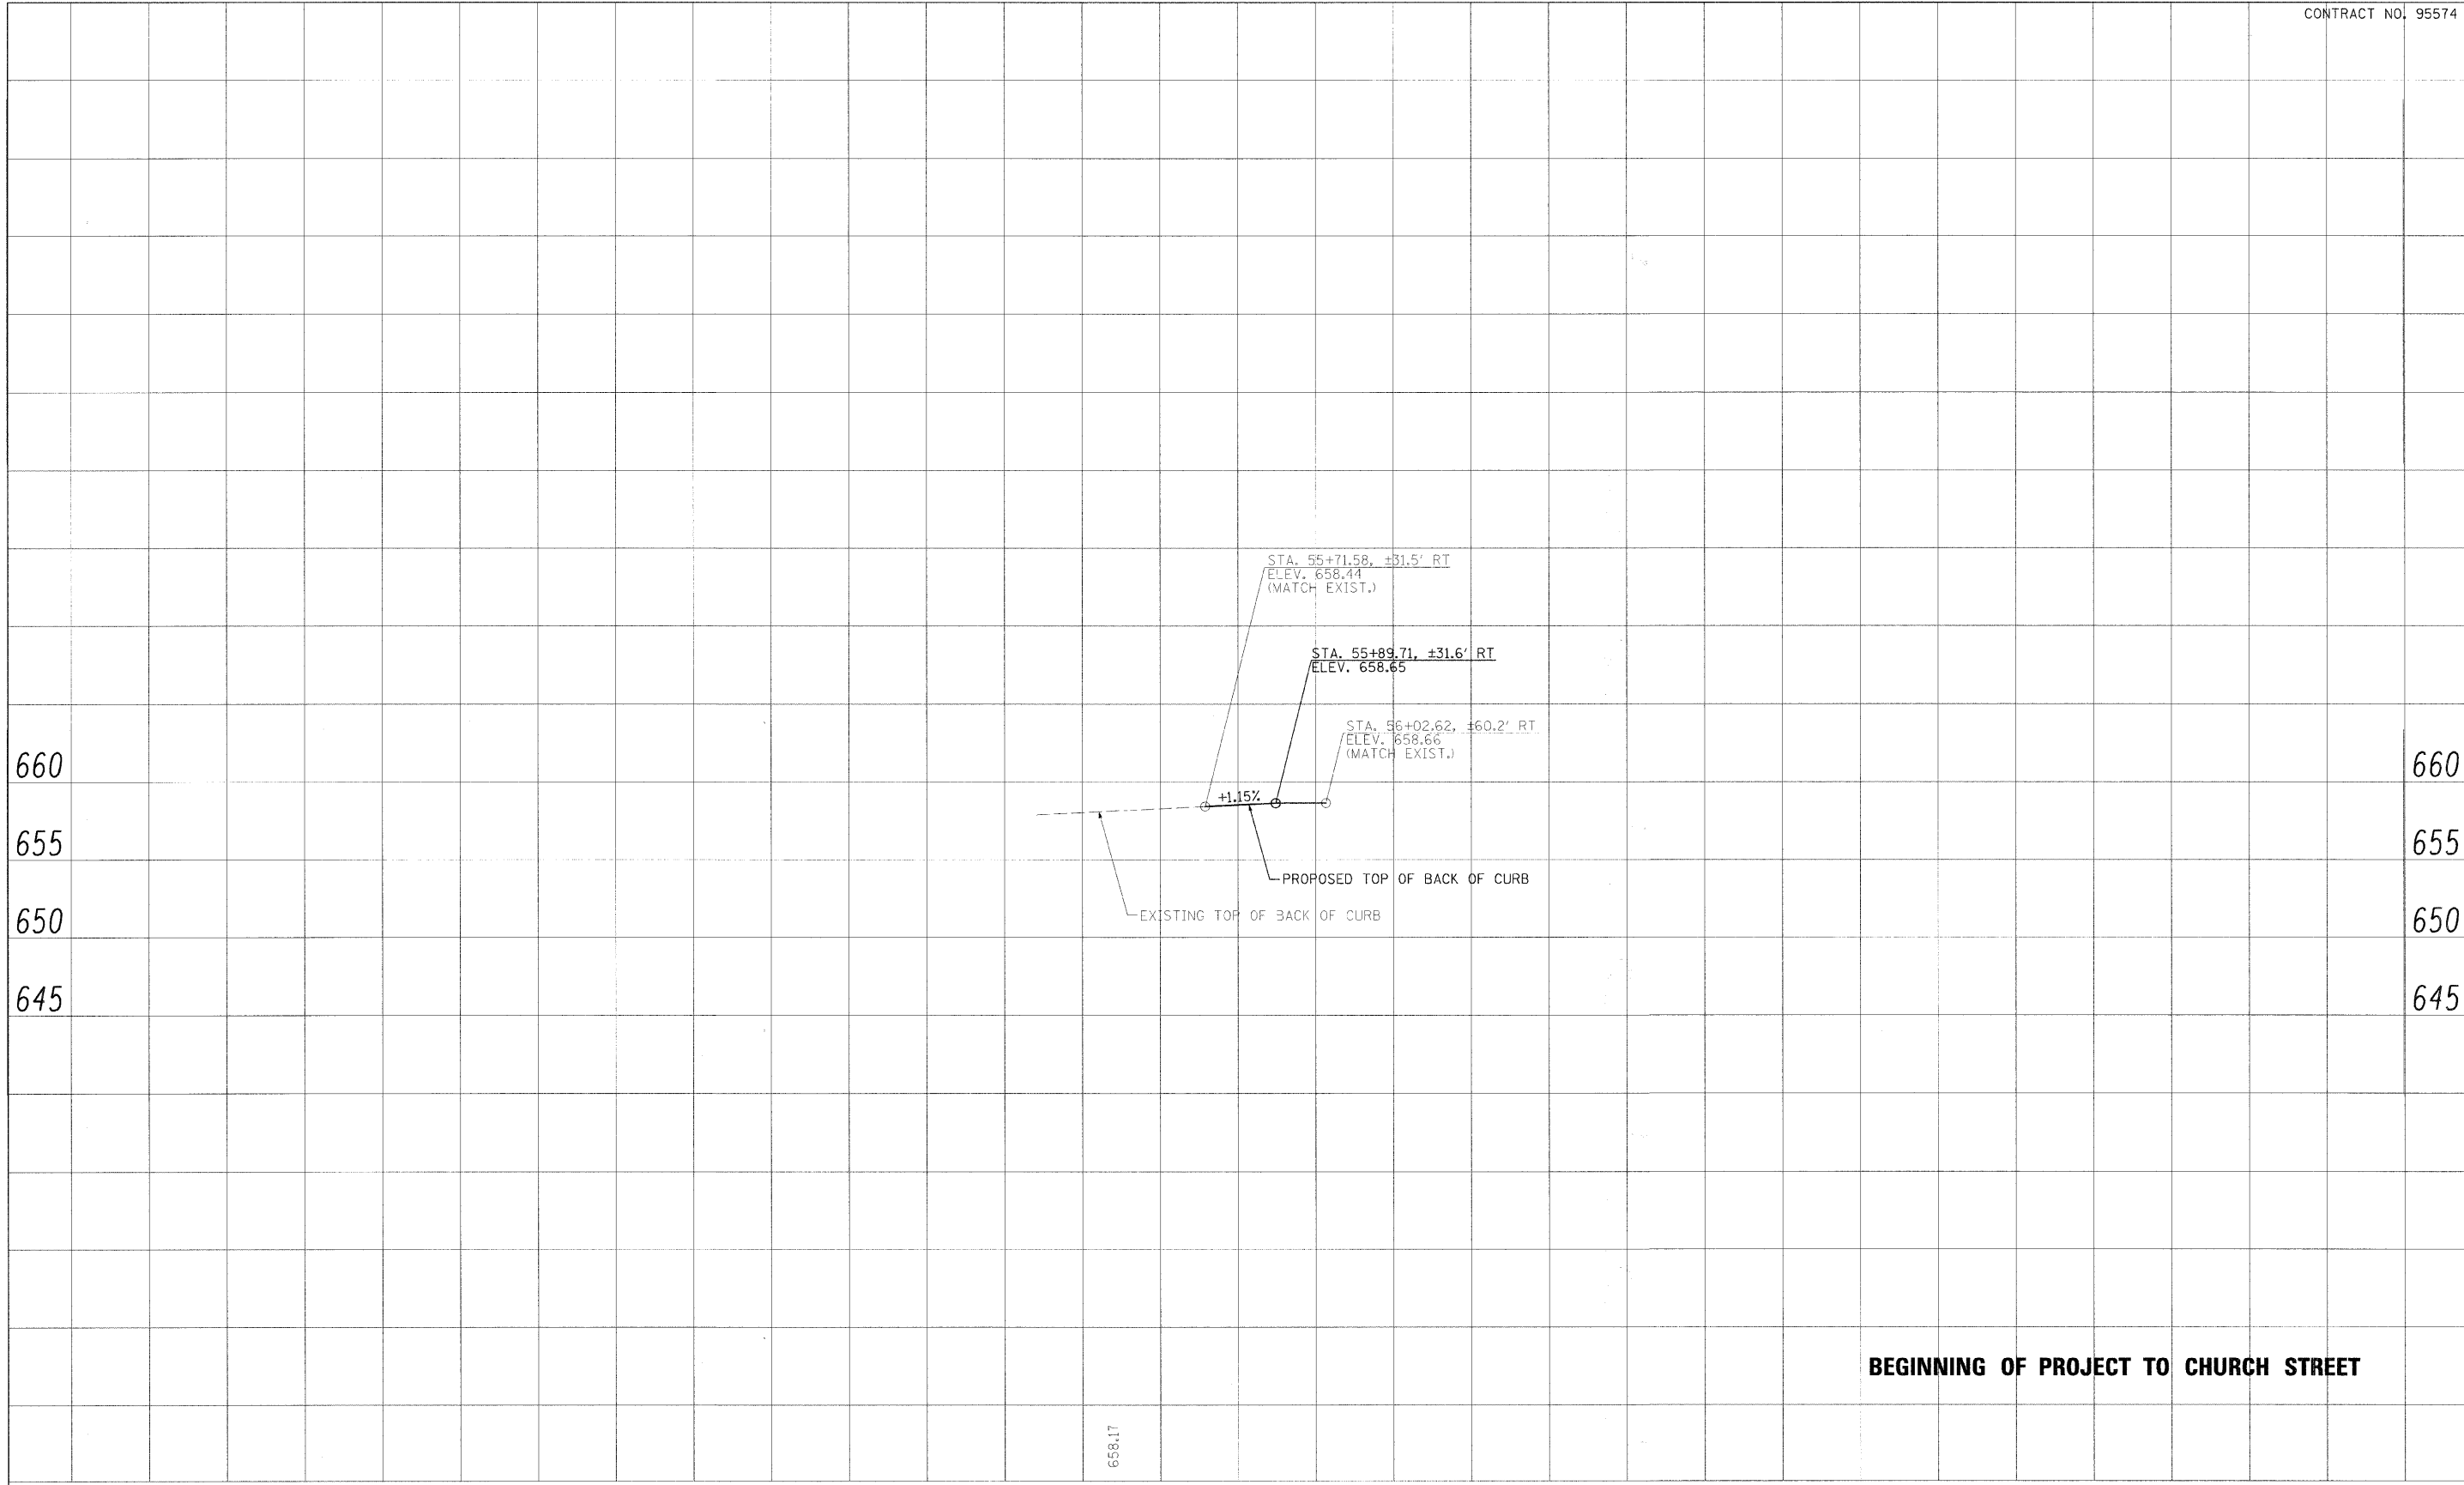 CONTRACT NO. 95574
STA. 55+71.58, ±31.5' RT
ELEV. 658.44
(MATCH EXIST.)
STA. 55+89.71, ±31.6' RT
ELEV. 658.65
STA. 56+02.62, ±60.2' RT
ELEV. 658.66
(MATCH EXIST.)
660 660
+1.15%
655 655
PROPOSED TOP OF BACK OF CURB
EXISTING TOP OF BACK OF CURB
650 650
645 645
BEGINNING OF PROJECT TO CHURCH STREET
658.17